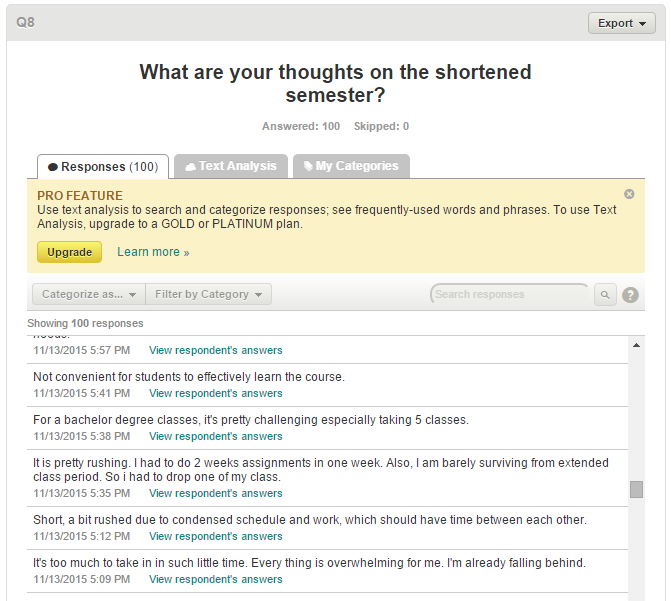 Q8
Export
What are your thoughts on the shortened
semester?
Answered: 100 Skipped: 0
Responses (100) Text Analysis My Categories
PRO FEATURE
Use text analysis to search and categorize responses; see frequently-used words and phrases. To use Text
Analysis, upgrade to a GOLD or PLATINUM plan.
Upgrade Learn more »
Categorize as... Filter by Category Search responses ?
Showing 100 responses
needs.
11/13/2015 5:57 PM View respondent's answers
Not convenient for students to effectively learn the course.
11/13/2015 5:41 PM View respondent's answers
For a bachelor degree classes, it's pretty challenging especially taking 5 classes.
11/13/2015 5:38 PM View respondent's answers
It is pretty rushing. I had to do 2 weeks assignments in one week. Also, I am barely surviving from extended
class period. So i had to drop one of my class.
11/13/2015 5:35 PM View respondent's answers
Short, a bit rushed due to condensed schedule and work, which should have time between each other.
11/13/2015 5:12 PM View respondent's answers
It's too much to take in in such little time. Every thing is overwhelming for me. I'm already falling behind.
11/13/2015 5:09 PM View respondent's answers